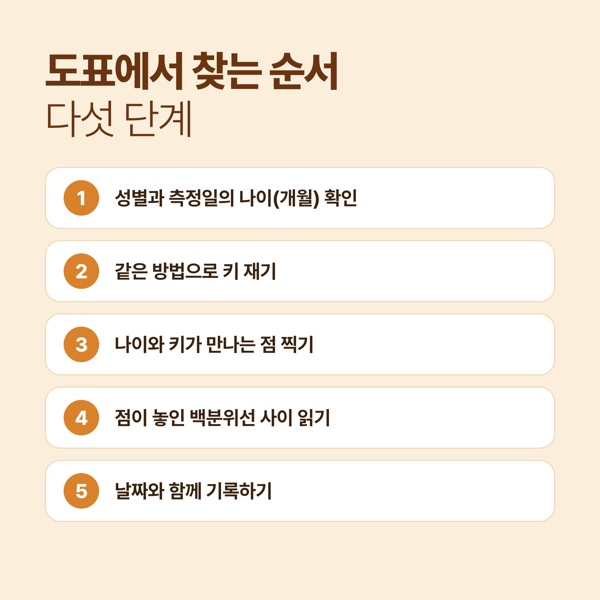 도표에서 찾는 순서
다섯 단계
1 성별과 측정일의 나이(개월) 확인
2 같은 방법으로 키 재기
3 나이와 키가 만나는 점 찍기
4 점이 놓인 백분위선 사이 읽기
5 날짜와 함께 기록하기